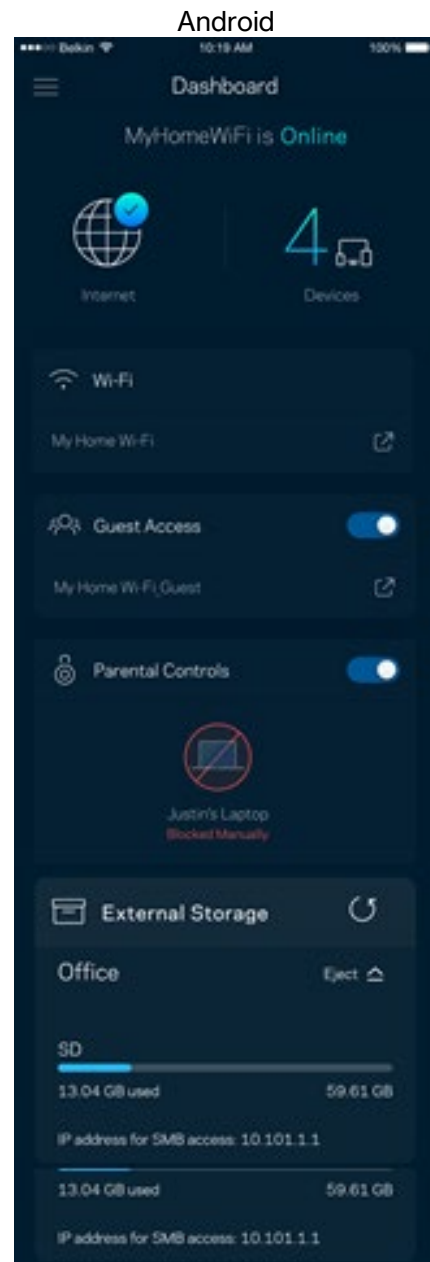 Android
Belkin 10:19 AM 100%
Dashboard
MyHomeWiFi is Online
4
Internet Devices
Wi-Fi
My Home Wi-Fi
Guest Access
My Home Wi-Fi_Guest
Parental Controls
Justin's Laptop
Blocked Manually
External Storage
Office Eject
SD
13.04 GB used 59.61 GB
IP address for SMB access: 10.101.1.1
13.04 GB used 59.61 GB
IP address for SMB access: 10.101.1.1